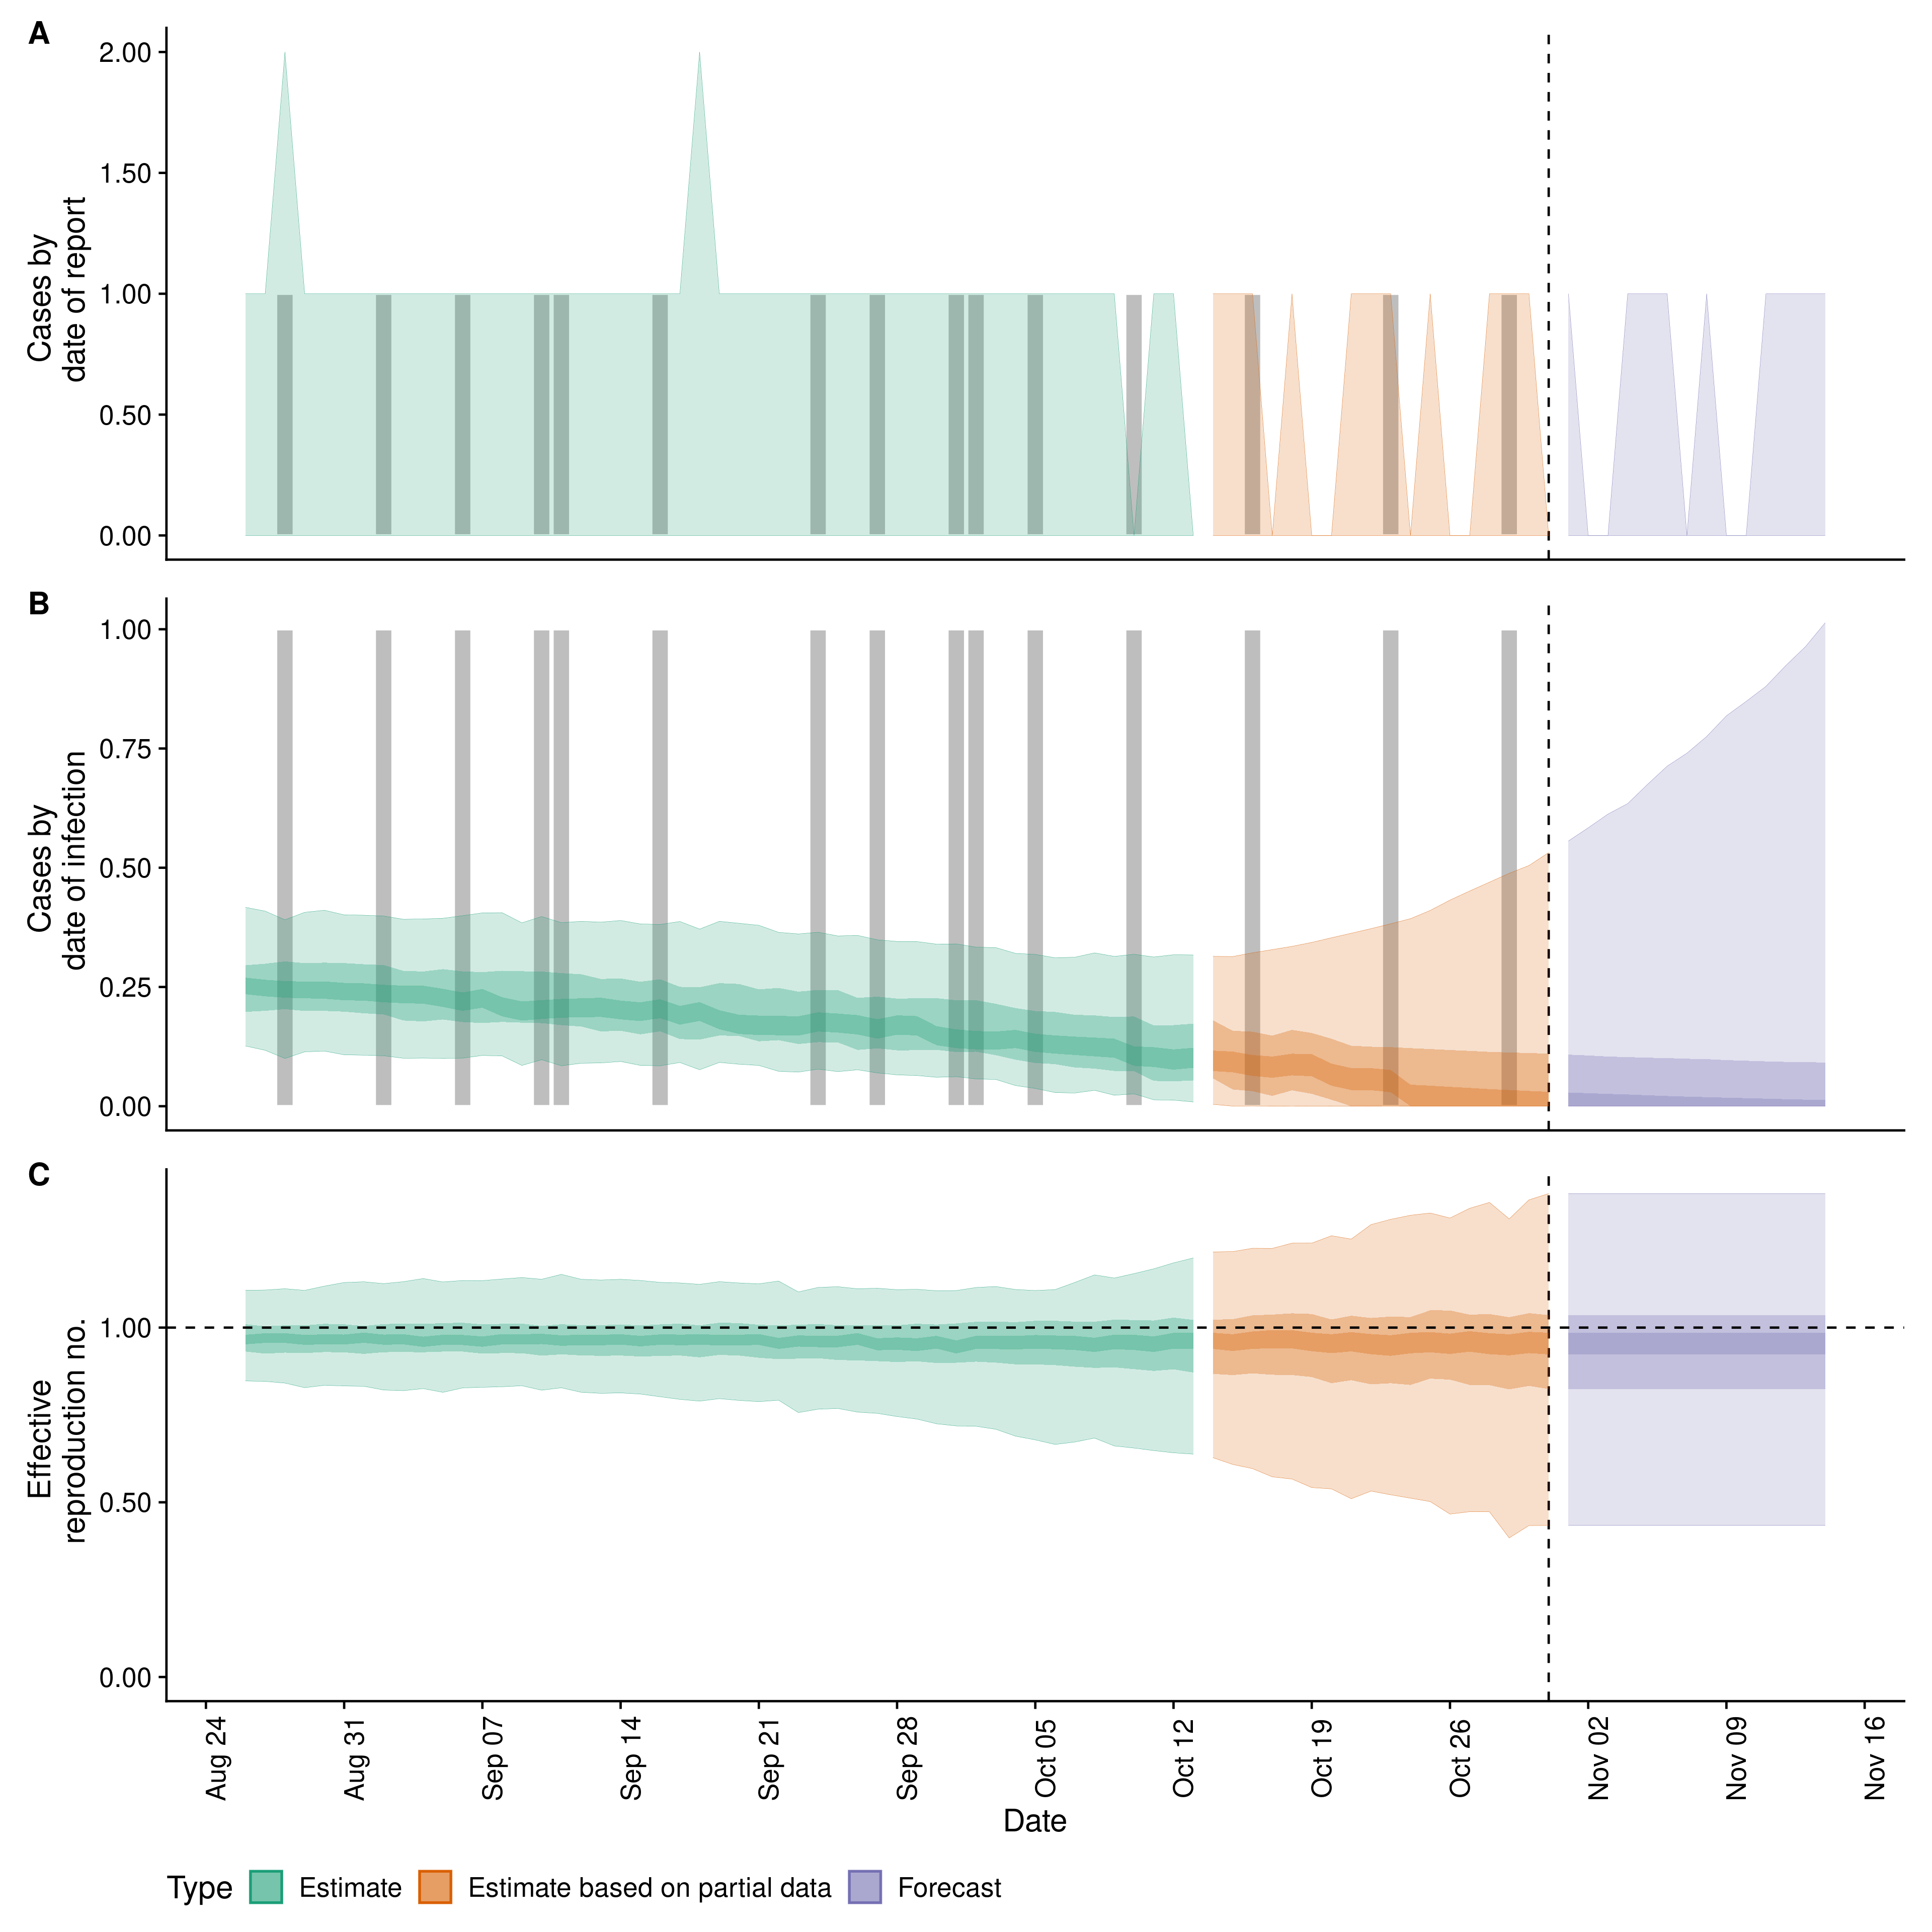 A
Cases by
date of report
2.00
1.50
1.00
0.50
0.00
B
Cases by
date of infection
1.00
0.75
0.50
0.25
0.00
C
Effective
reproduction no.
1.00
0.50
0.00
Aug 24
Aug 31
Sep 07
Sep 14
Sep 21
Sep 28
Oct 05
Oct 12
Oct 19
Oct 26
Nov 02
Nov 09
Nov 16
Date
Type Estimate Estimate based on partial data Forecast